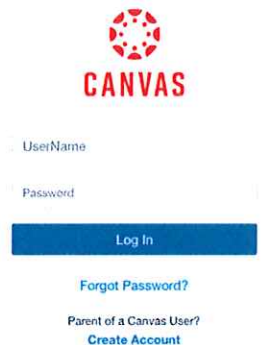 CANVAS
UserName
Password
Log In
Forgot Password?
Parent of a Canvas User?
Create Account